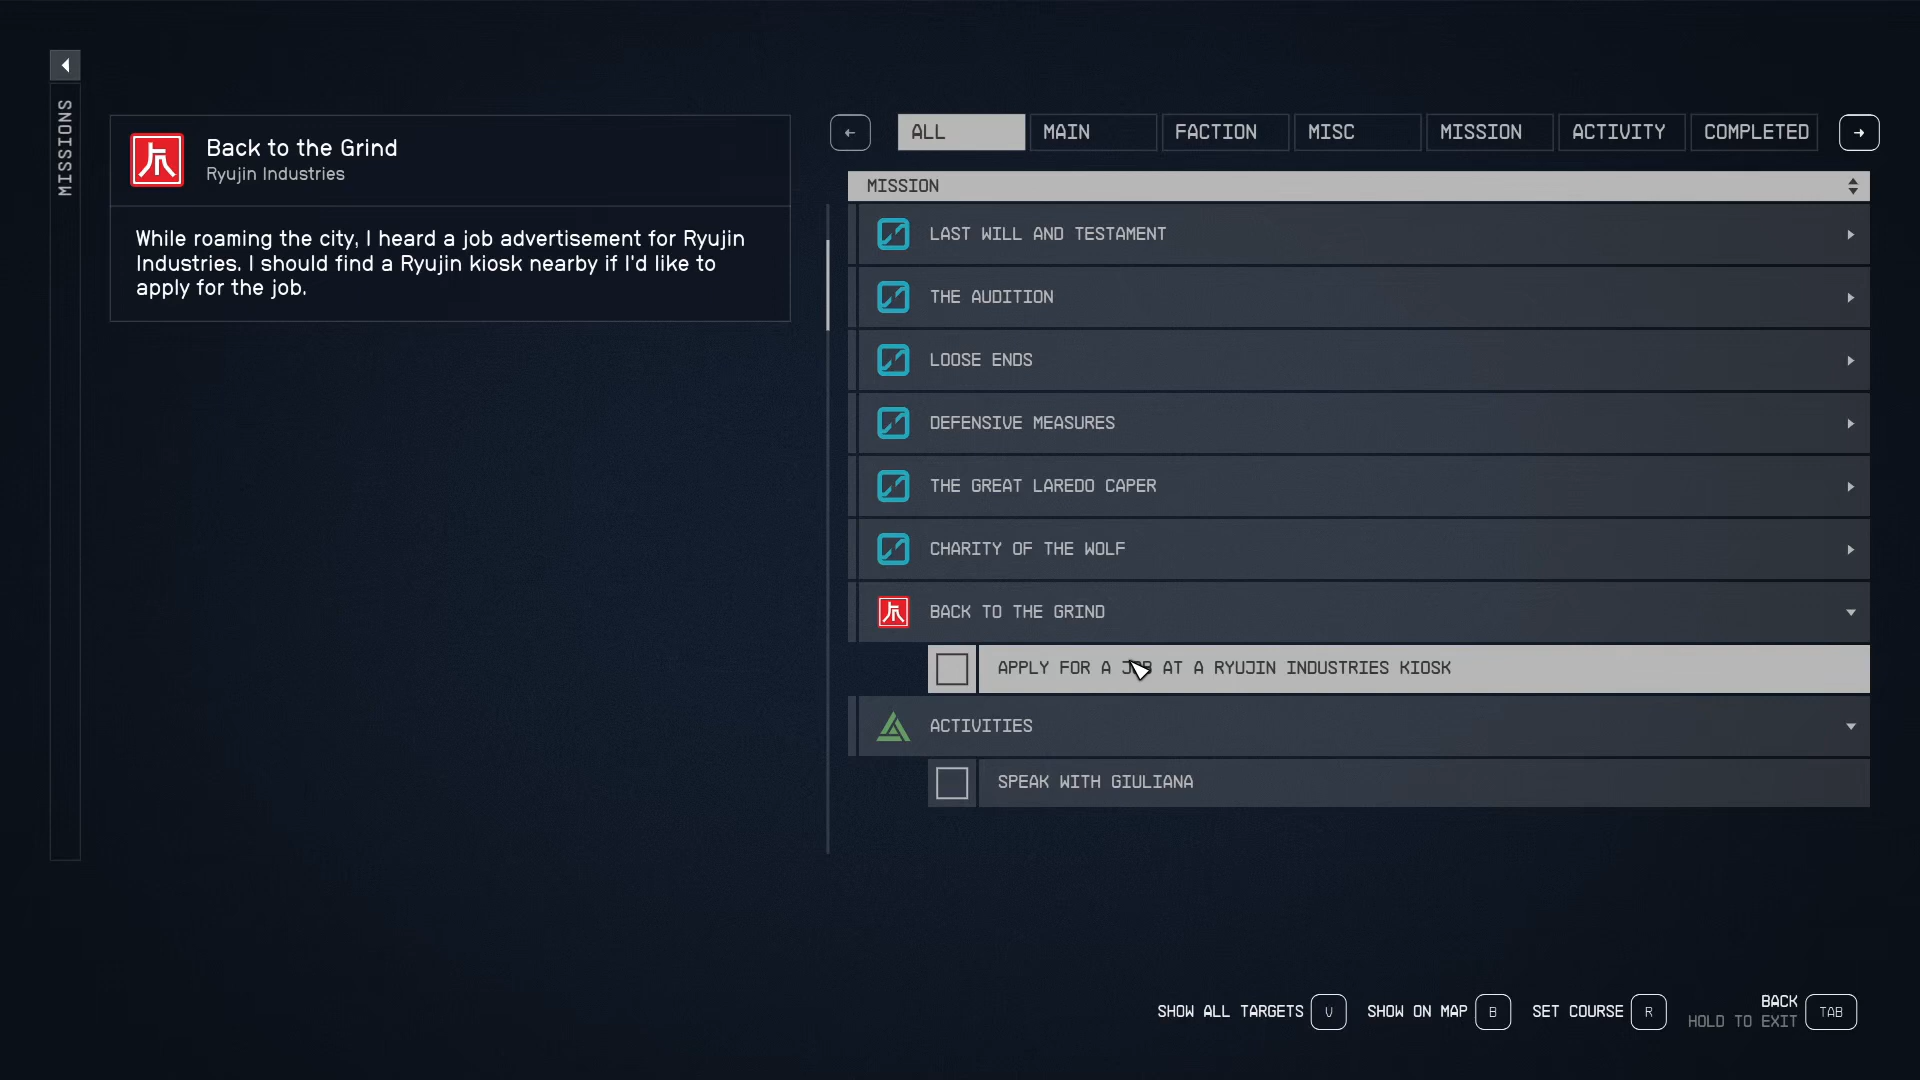 MISSIONS
Back to the Grind
Ryujin Industries
While roaming the city, I heard a job advertisement for Ryujin
Industries. I should find a Ryujin kiosk nearby if I'd like to
apply for the job.
ALL MAIN FACTION MISC MISSION ACTIVITY COMPLETED
MISSION
LAST WILL AND TESTAMENT
THE AUDITION
LOOSE ENDS
DEFENSIVE MEASURES
THE GREAT LAREDO CAPER
CHARITY OF THE WOLF
BACK TO THE GRIND
APPLY FOR A JOB AT A RYUJIN INDUSTRIES KIOSK
ACTIVITIES
SPEAK WITH GIULIANA
SHOW ALL TARGETS V SHOW ON MAP B SET COURSE R BACK TAB
HOLD TO EXIT